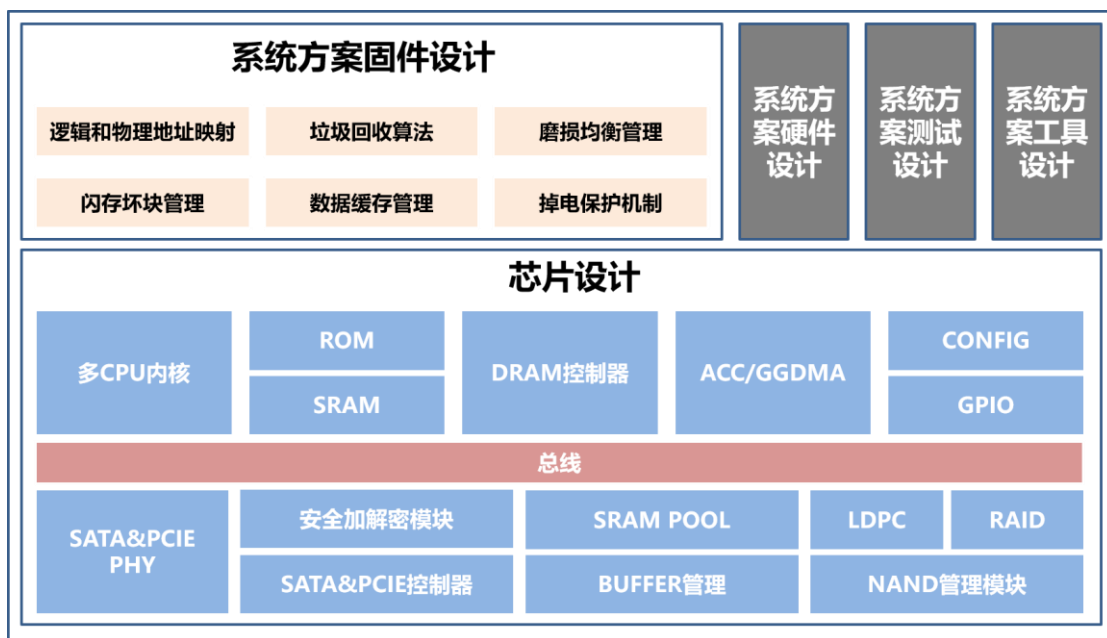 系统方案固件设计
逻辑和物理地址映射
垃圾回收算法
磨损均衡管理
闪存坏块管理
数据缓存管理
掉电保护机制
系统方
案硬件
设计
系统方
案测试
设计
系统方
案工具
设计
芯片设计
多CPU内核
ROM
SRAM
DRAM控制器
ACC/GGDMA
CONFIG
GPIO
总线
SATA&PCIE
PHY
安全加解密模块
SATA&PCIE控制器
SRAM POOL
BUFFER管理
LDPC
RAID
NAND管理模块